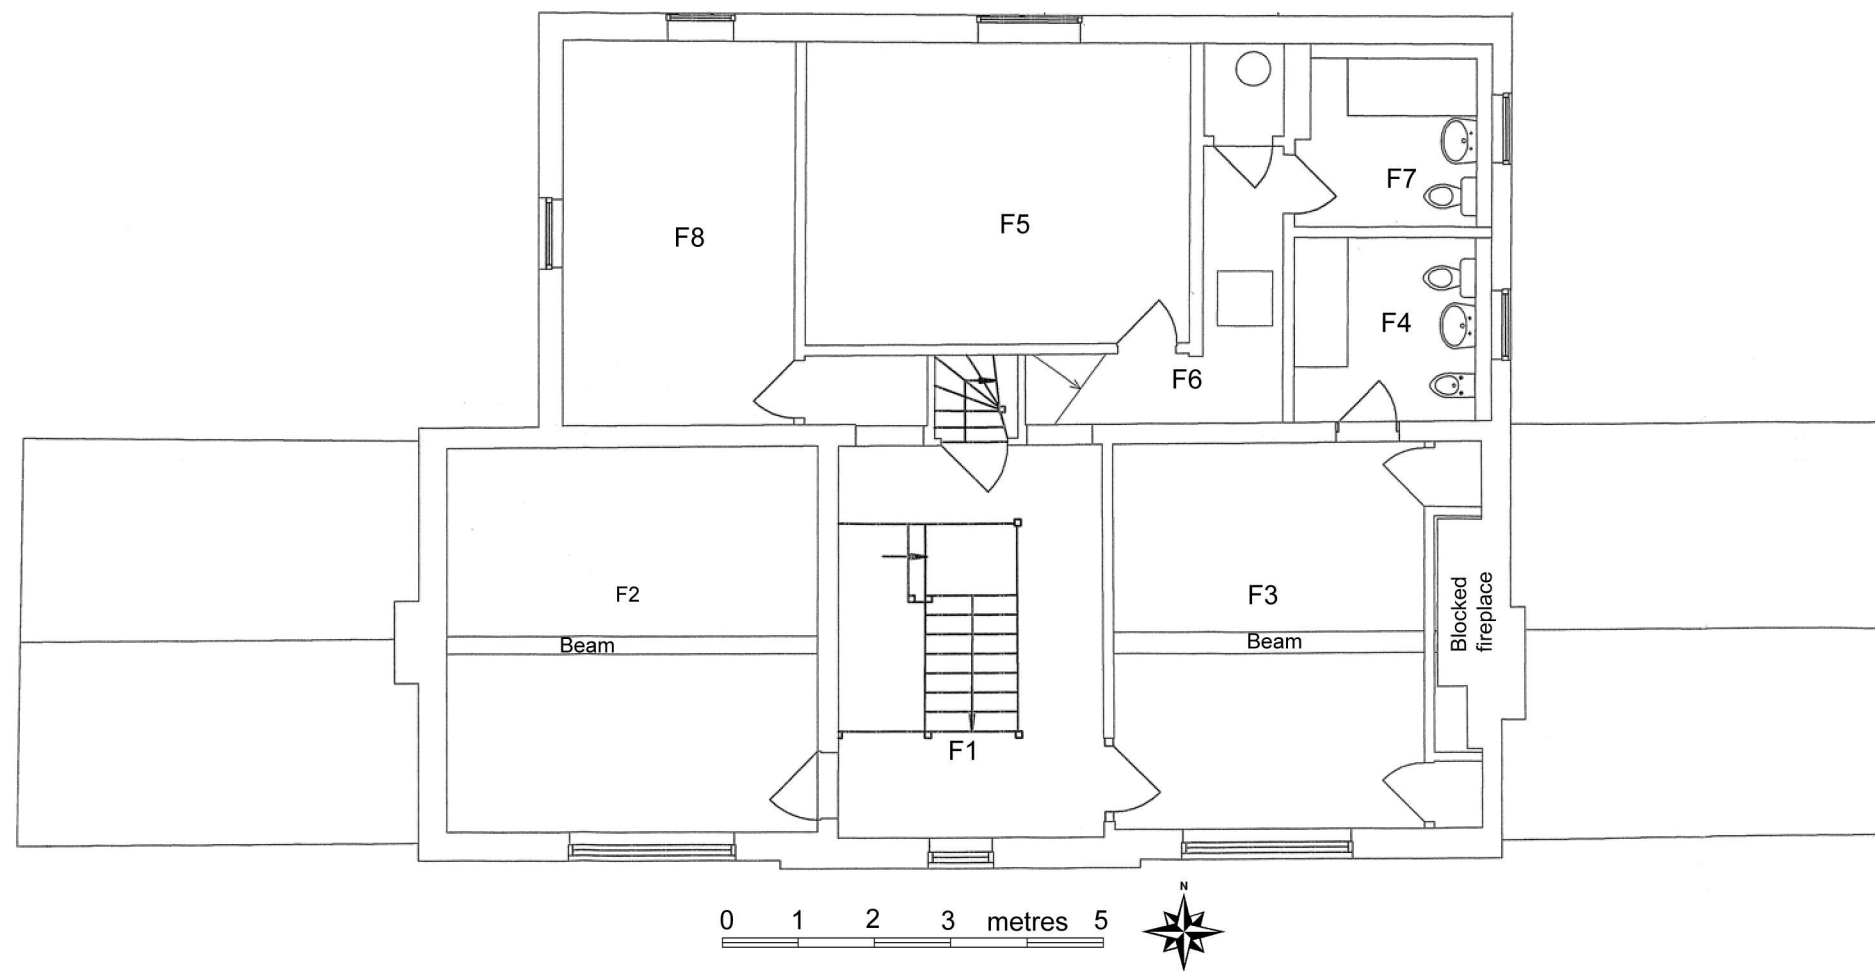 F7
F5
F8
F4
F6
F2
F3
Blocked
fireplace
Beam
Beam
F1
N
0 1 2 3 metres 5